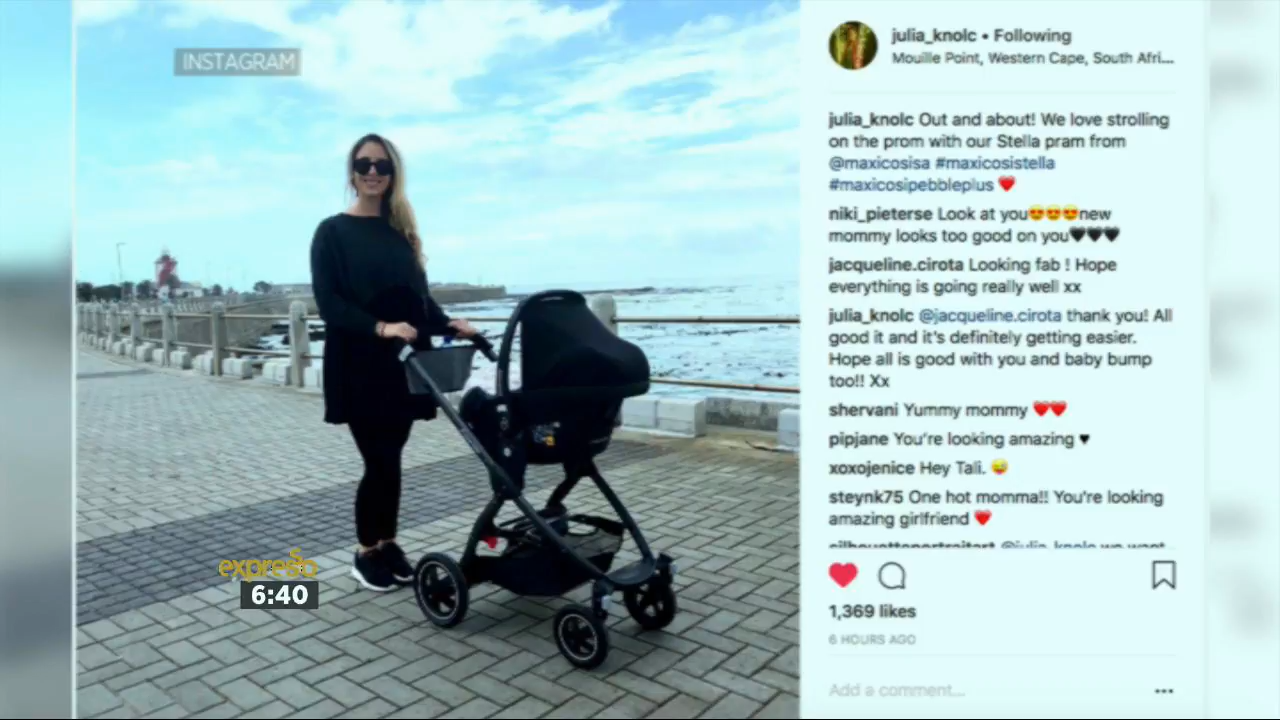 INSTAGRAM
julia_knolc • Following
Mouille Point, Western Cape, South Afri...
julia_knolc Out and about! We love strolling
on the prom with our Stella pram from
@maxicosisa #maxicosistella
#maxicosipebbleplus ❤️
niki_pieterse Look at you😍😍😍new
mommy looks too good on you🖤🖤🖤
jacqueline.cirota Looking fab ! Hope
everything is going really well xx
julia_knolc @jacqueline.cirota thank you! All
good it and it's definitely getting easier.
Hope all is good with you and baby bump
too!! Xx
shervani Yummy mommy ❤️❤️
pipjane You're looking amazing ♥
xoxojenice Hey Tali. 😜
steynk75 One hot momma!! You're looking
amazing girlfriend ❤️
silhouetteportraitart @julia_knolc we want
1,369 likes
6 HOURS AGO
Add a comment...
expresso
6:40